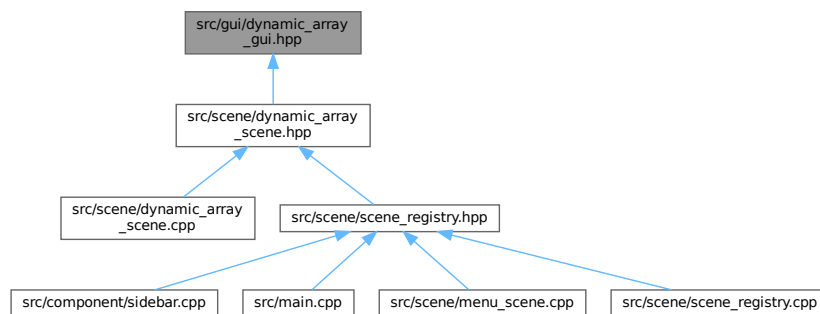 src/gui/dynamic_array
_gui.hpp
src/scene/dynamic_array
_scene.hpp
src/scene/dynamic_array
_scene.cpp
src/scene/scene_registry.hpp
src/component/sidebar.cpp
src/main.cpp
src/scene/menu_scene.cpp
src/scene/scene_registry.cpp